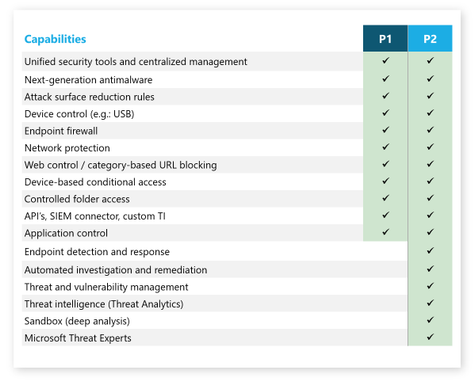 Capabilities P1 P2
Unified security tools and centralized management ✓ ✓
Next-generation antimalware ✓ ✓
Attack surface reduction rules ✓ ✓
Device control (e.g.: USB) ✓ ✓
Endpoint firewall ✓ ✓
Network protection ✓ ✓
Web control / category-based URL blocking ✓ ✓
Device-based conditional access ✓ ✓
Controlled folder access ✓ ✓
API's, SIEM connector, custom TI ✓ ✓
Application control ✓ ✓
Endpoint detection and response ✓
Automated investigation and remediation ✓
Threat and vulnerability management ✓
Threat intelligence (Threat Analytics) ✓
Sandbox (deep analysis) ✓
Microsoft Threat Experts ✓